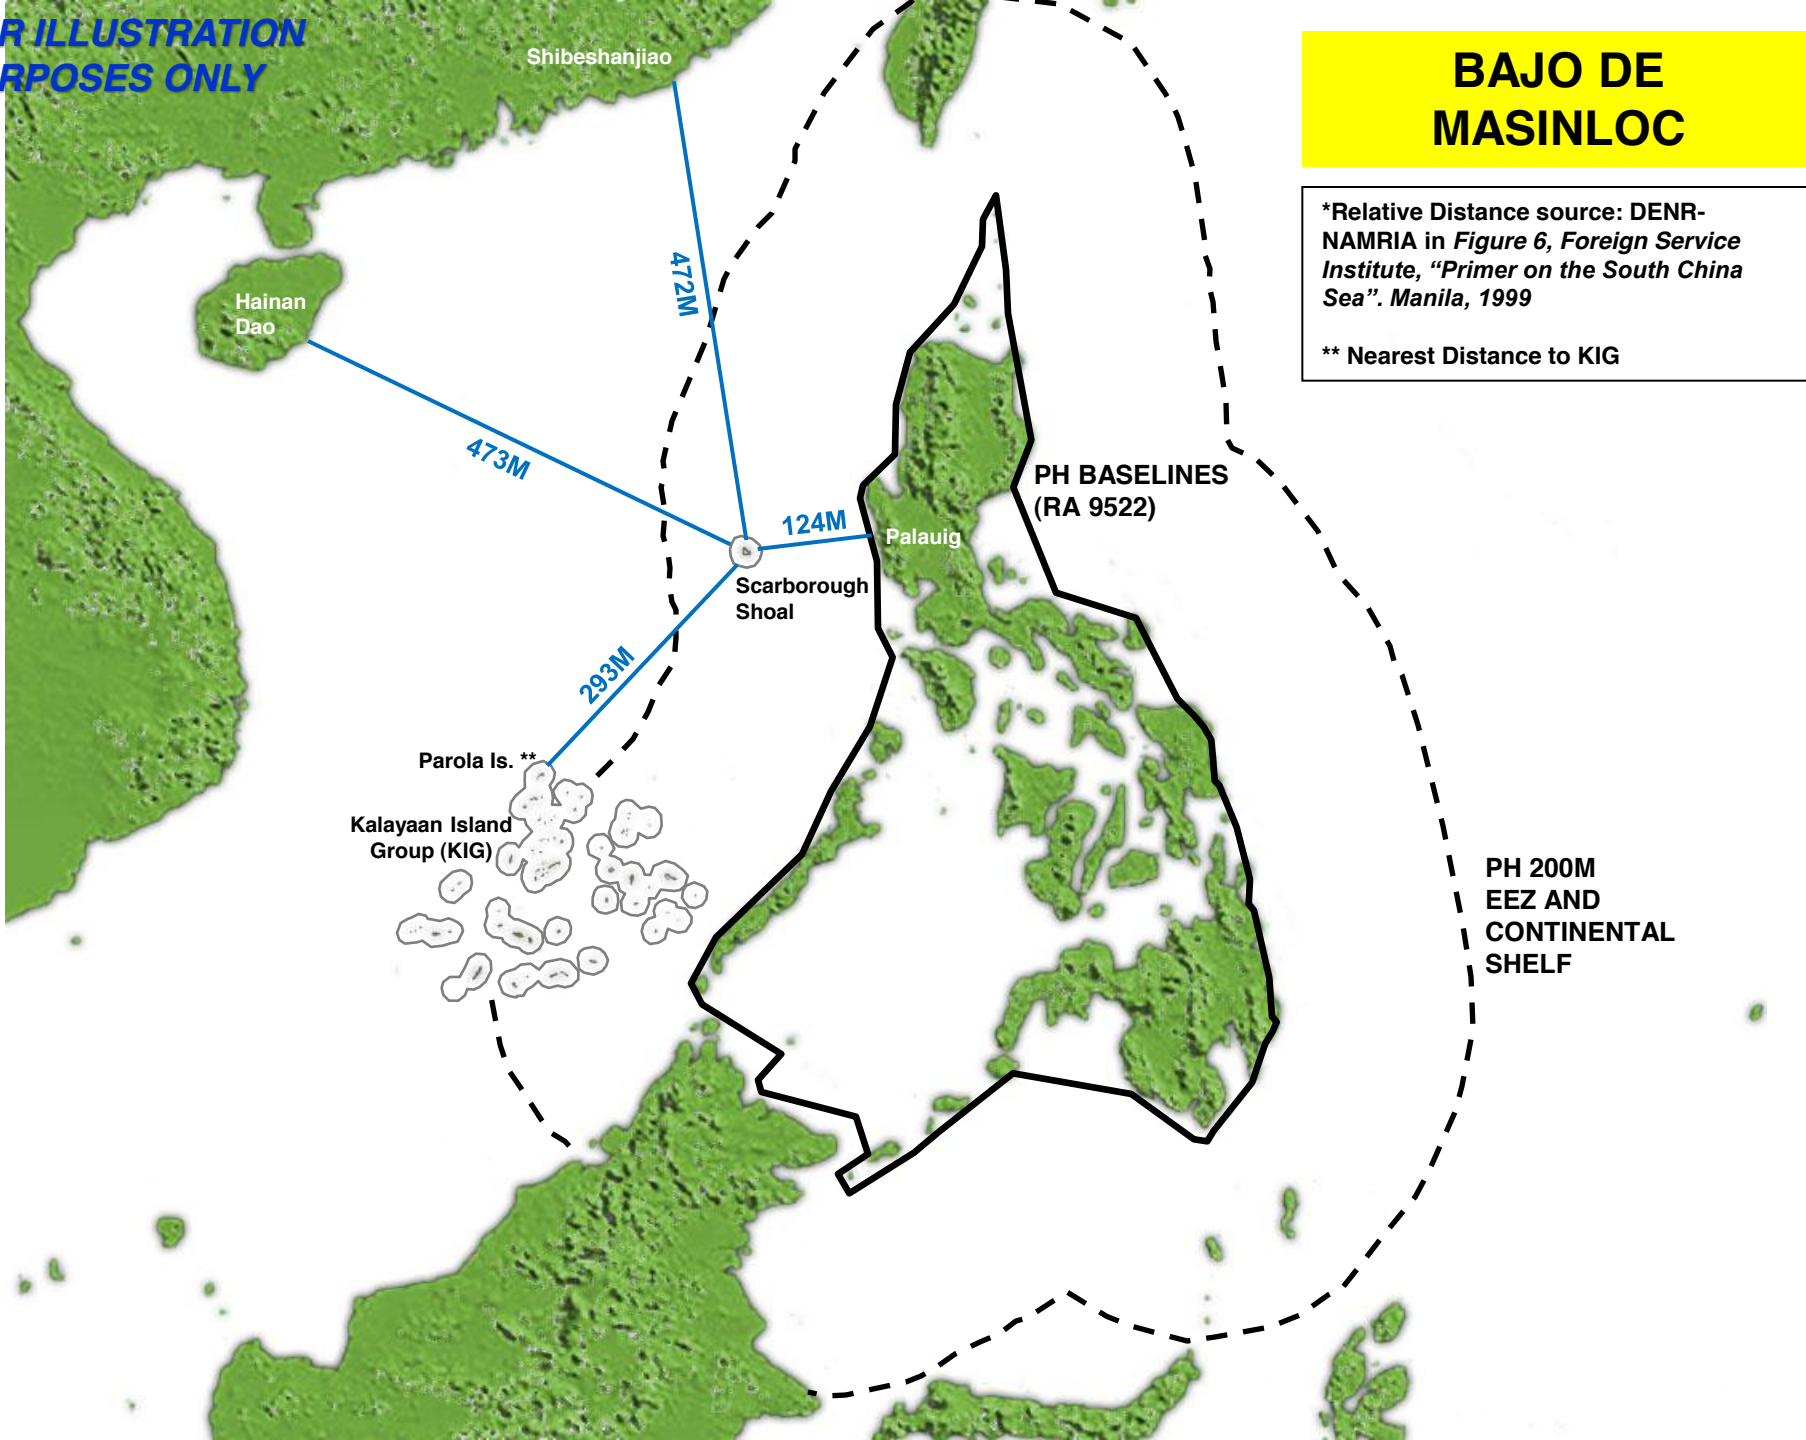 R ILLUSTRATION
RPOSES ONLY
Shibeshanjiao
BAJO DE
MASINLOC
*Relative Distance source: DENR-
NAMRIA in Figure 6, Foreign Service
Institute, “Primer on the South China
Sea”. Manila, 1999
** Nearest Distance to KIG
472M
Hainan
Dao
473M
PH BASELINES
(RA 9522)
124M
Palauig
Scarborough
Shoal
293M
Parola Is. **
Kalayaan Island
Group (KIG)
PH 200M
EEZ AND
CONTINENTAL
SHELF